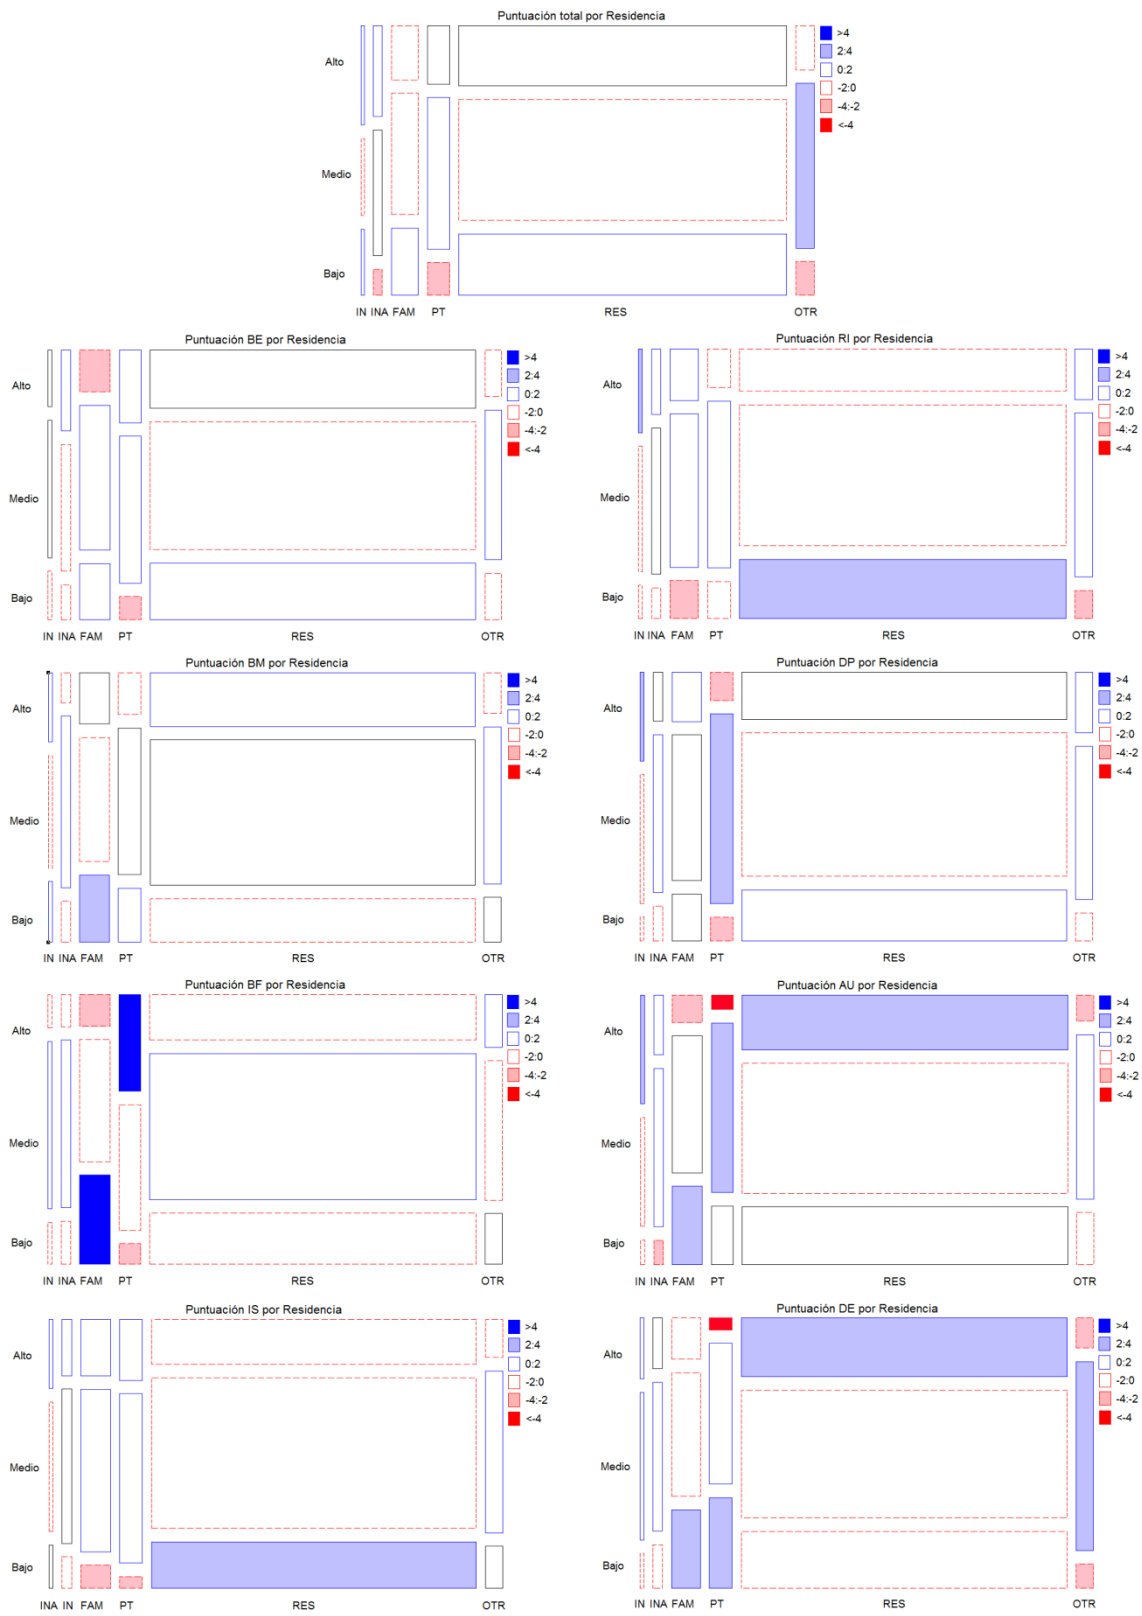 Puntuación total por Residencia
Alto
Medio
Bajo
IN INA FAM PT RES OTR
>4
2:4
0:2
-2:0
-4:-2
<-4
Puntuación BE por Residencia
Alto
Medio
Bajo
IN INA FAM PT RES OTR
>4
2:4
0:2
-2:0
-4:-2
<-4
Puntuación RI por Residencia
Alto
Medio
Bajo
IN INA FAM PT RES OTR
>4
2:4
0:2
-2:0
-4:-2
<-4
Puntuación BM por Residencia
Alto
Medio
Bajo
IN INA FAM PT RES OTR
>4
2:4
0:2
-2:0
-4:-2
<-4
Puntuación DP por Residencia
Alto
Medio
Bajo
IN INA FAM PT RES OTR
>4
2:4
0:2
-2:0
-4:-2
<-4
Puntuación BF por Residencia
Alto
Medio
Bajo
IN INA FAM PT RES OTR
>4
2:4
0:2
-2:0
-4:-2
<-4
Puntuación AU por Residencia
Alto
Medio
Bajo
IN INA FAM PT RES OTR
>4
2:4
0:2
-2:0
-4:-2
<-4
Puntuación IS por Residencia
Alto
Medio
Bajo
INA IN FAM PT RES OTR
>4
2:4
0:2
-2:0
-4:-2
<-4
Puntuación DE por Residencia
Alto
Medio
Bajo
IN INA FAM PT RES OTR
>4
2:4
0:2
-2:0
-4:-2
<-4